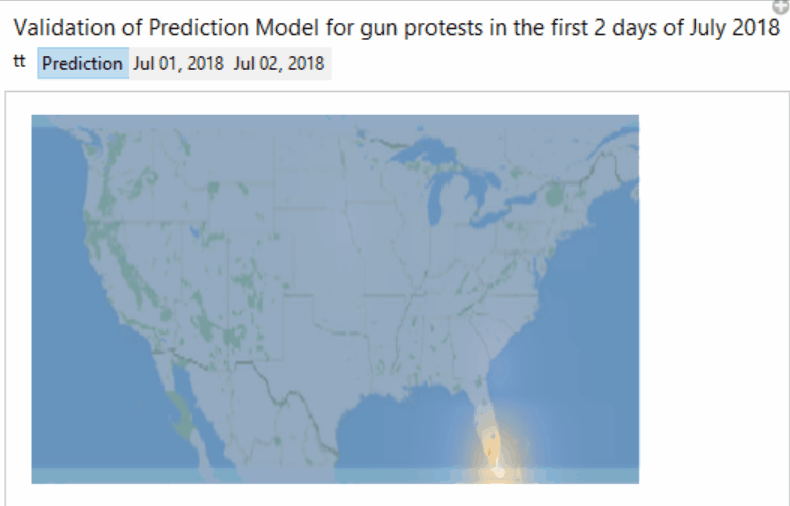 Validation of Prediction Model for gun protests in the first 2 days of July 2018
tt Prediction Jul 01, 2018 Jul 02, 2018